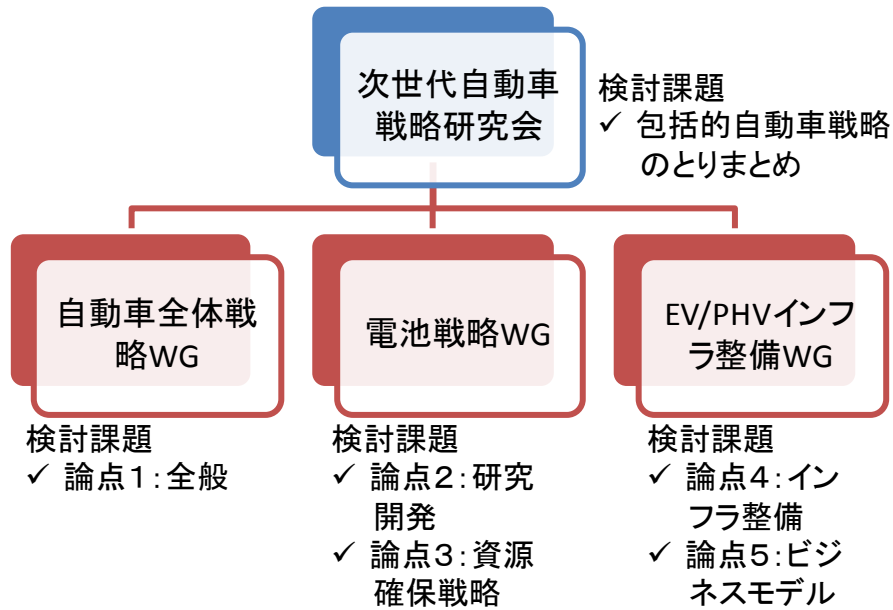 次世代自動車
戦略研究会
検討課題
✓ 包括的自動車戦略
のとりまとめ
自動車全体戦
略WG
検討課題
✓ 論点1：全般
電池戦略WG
検討課題
✓ 論点2：研究
開発
✓ 論点3：資源
確保戦略
EV/PHVインフ
ラ整備WG
検討課題
✓ 論点4：イン
フラ整備
✓ 論点5：ビジ
ネスモデル